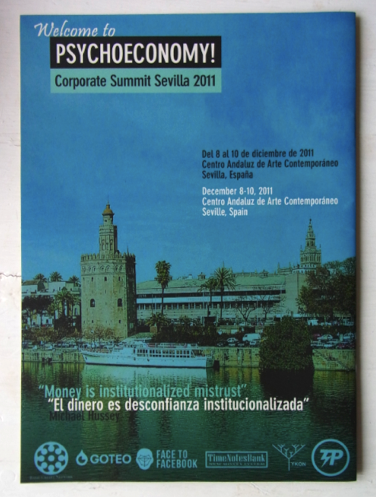 Welcome to
PSYCHOECONOMY!
Corporate Summit Sevilla 2011
Del 8 al 10 de diciembre de 2011
Centro Andaluz de Arte Contemporáneo
Sevilla, España
December 8-10, 2011
Centro Andaluz de Arte Contemporáneo
Seville, Spain
"Money is institutionalized mistrust"
"El dinero es desconfianza institucionalizada"
Michael Hussey
GOTEO
FACE TO
FACEBOOK
TimeNotesBank